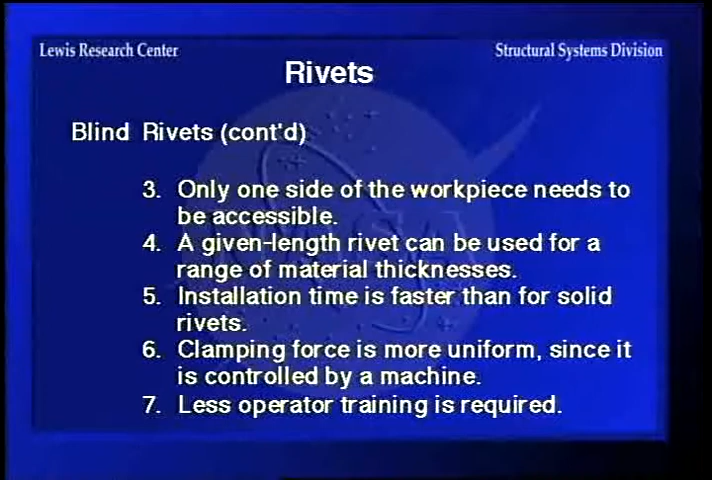 Lewis Research Center
Structural Systems Division
Rivets
Blind Rivets (cont'd)
3. Only one side of the workpiece needs to
be accessible.
4. A given-length rivet can be used for a
range of material thicknesses.
5. Installation time is faster than for solid
rivets.
6. Clamping force is more uniform, since it
is controlled by a machine.
7. Less operator training is required.